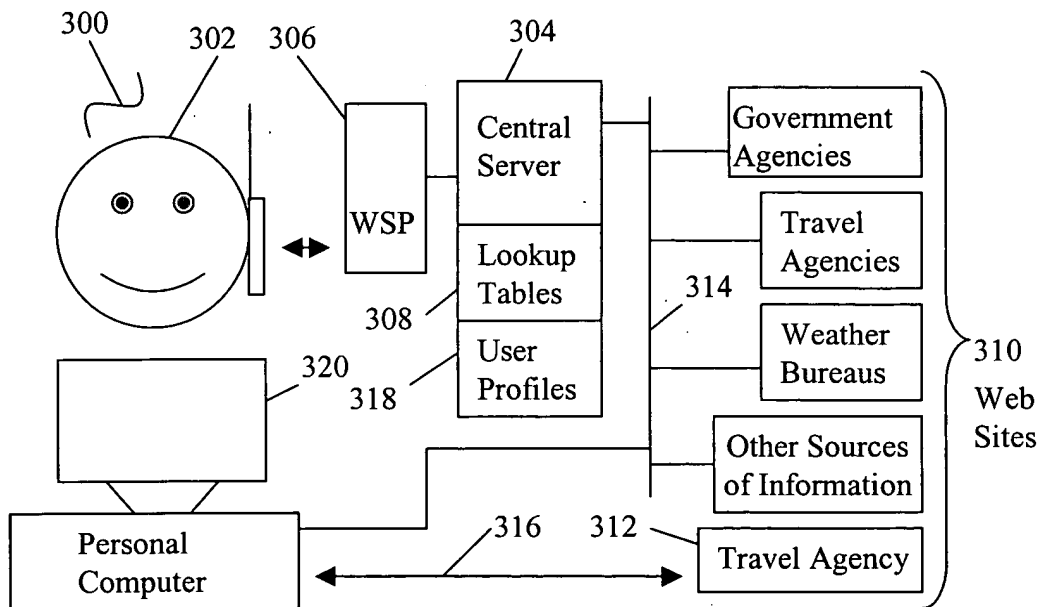 300
302
306
304
Central
Server
WSP
Lookup
Tables
308
User
Profiles
318
314
320
Government
Agencies
Travel
Agencies
Weather
Bureaus
Other Sources
of Information
310
Web
Sites
Personal
Computer
316
312
Travel Agency